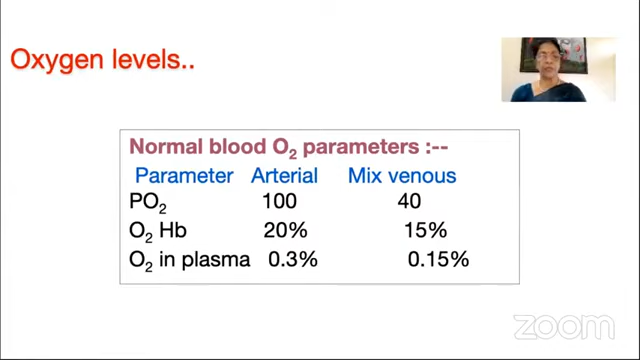 Oxygen levels..
Normal blood O₂ parameters :--
Parameter Arterial Mix venous
PO₂ 100 40
O₂ Hb 20% 15%
O₂ in plasma 0.3% 0.15%
zoom